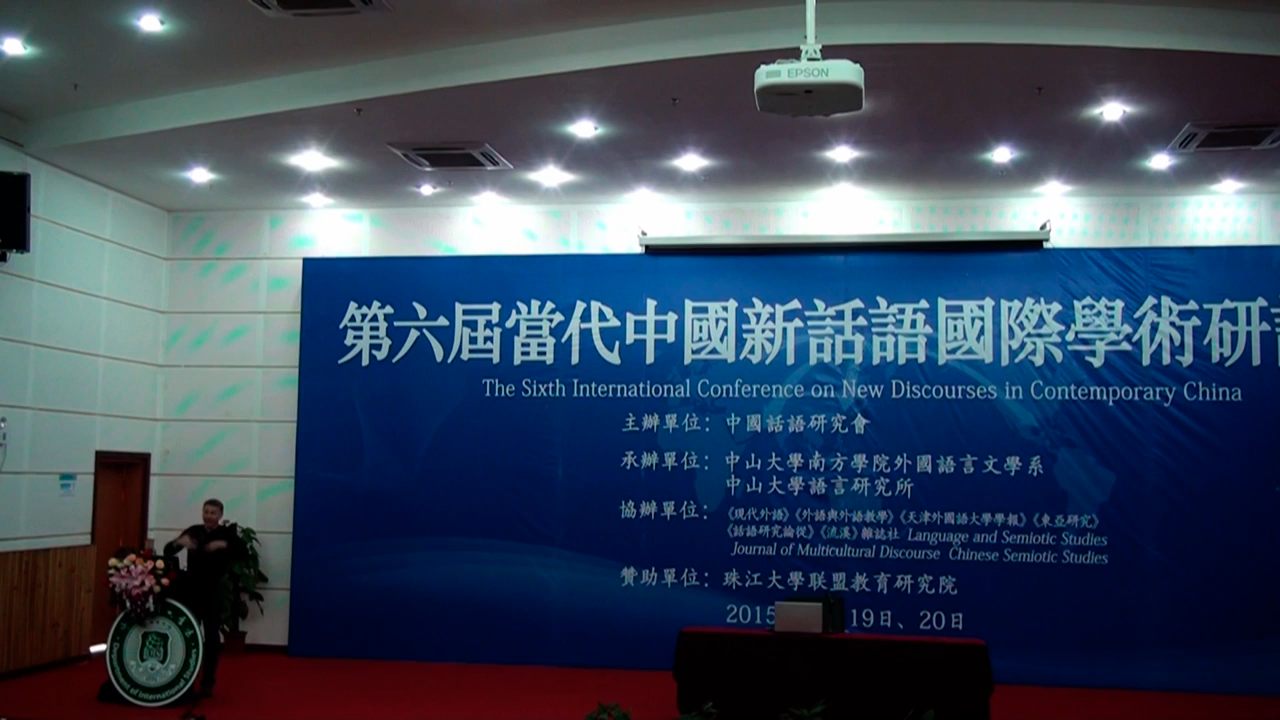 EPSON
第六屆當代中國新話語國際學術研
The Sixth International Conference on New Discourses in Contemporary China
主辦單位：中國話語研究會
承辦單位：中山大學南方學院外國語言文學系
中山大學語言研究所
協辦單位：《現代外語》《外語與外語教學》《天津外國語大學學報》《東亞研究》
《話語研究論從》《流溪》雜誌社 Language and Semiotic Studies
Journal of Multicultural Discourse Chinese Semiotic Studies
贊助單位：珠江大學联盟教育研究院
2015 19日、20日
Department of International Studies